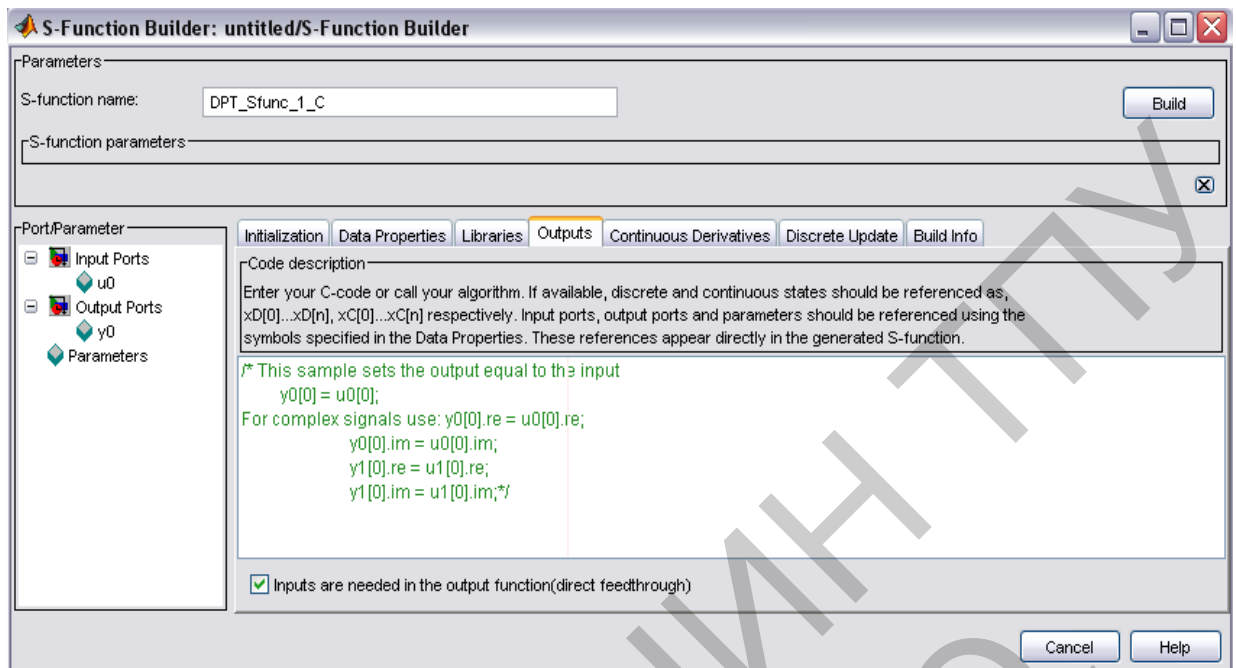 S-Function Builder: untitled/S-Function Builder
Parameters
S-function name: DPT_Sfunc_1_C Build
S-function parameters
Port/Parameter
Input Ports
u0
Output Ports
y0
Parameters
Initialization Data Properties Libraries Outputs Continuous Derivatives Discrete Update Build Info
Code description
Enter your C-code or call your algorithm. If available, discrete and continuous states should be referenced as,
xD[0]...xD[n], xC[0]...xC[n] respectively. Input ports, output ports and parameters should be referenced using the
symbols specified in the Data Properties. These references appear directly in the generated S-function.
/* This sample sets the output equal to the input
y0[0] = u0[0];
For complex signals use: y0[0].re = u0[0].re;
y0[0].im = u0[0].im;
y1[0].re = u1[0].re;
y1[0].im = u1[0].im;*/
Inputs are needed in the output function(direct feedthrough)
Cancel Help
ТПУ